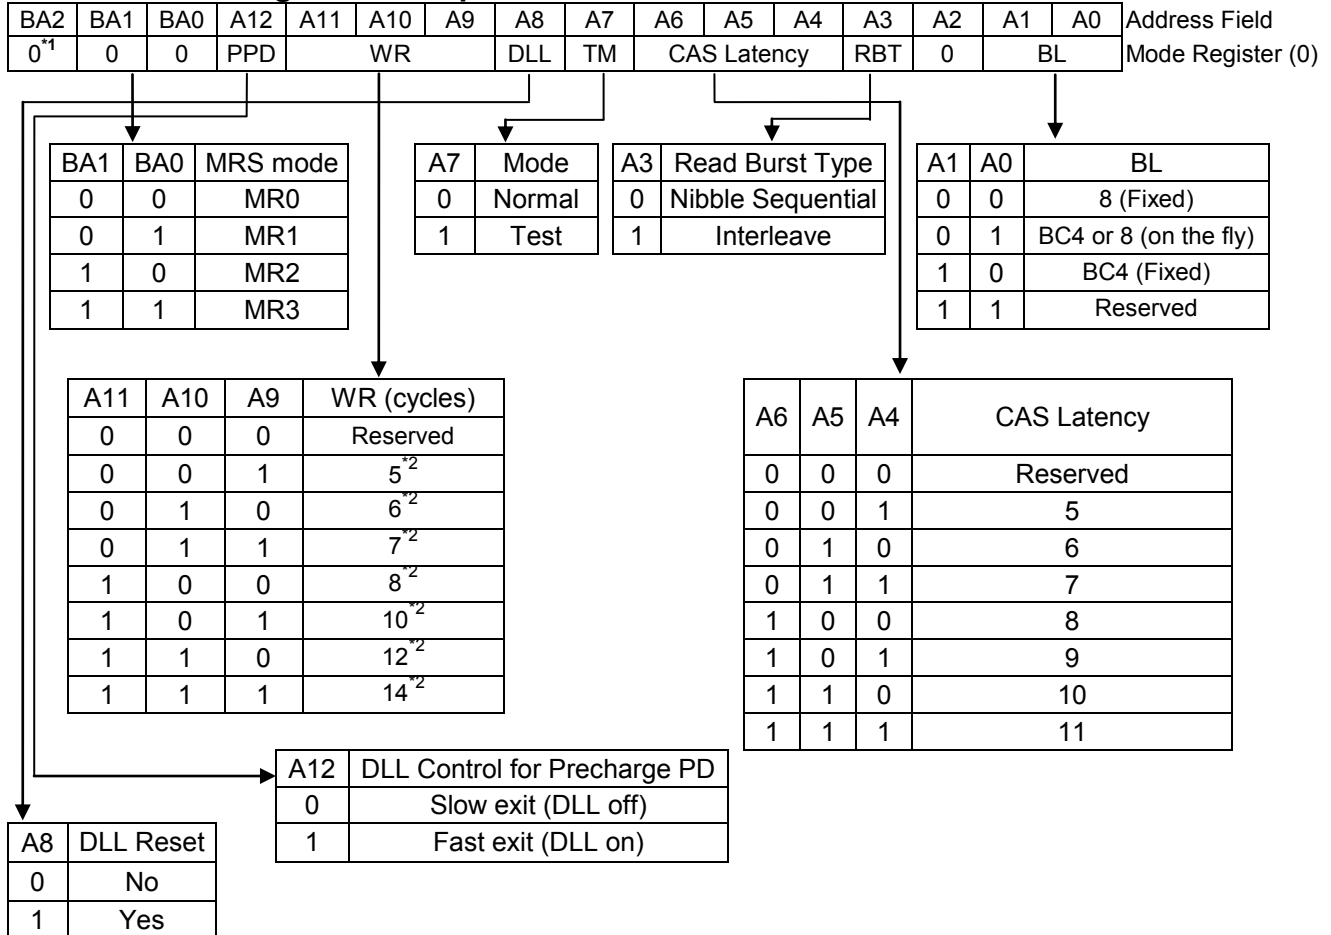 BA2 BA1 BA0 A12 A11 A10 A9 A8 A7 A6 A5 A4 A3 A2 A1 A0 Address Field
0*1 0 0 PPD WR DLL TM CAS Latency RBT 0 BL Mode Register (0)
BA1 BA0 MRS mode
0 0 MR0
0 1 MR1
1 0 MR2
1 1 MR3
A7 Mode
0 Normal
1 Test
A3 Read Burst Type
0 Nibble Sequential
1 Interleave
A1 A0 BL
0 0 8 (Fixed)
0 1 BC4 or 8 (on the fly)
1 0 BC4 (Fixed)
1 1 Reserved
A11 A10 A9 WR (cycles)
0 0 0 Reserved
0 0 1 5*2
0 1 0 6*2
0 1 1 7*2
1 0 0 8*2
1 0 1 10*2
1 1 0 12*2
1 1 1 14*2
A6 A5 A4 CAS Latency
0 0 0 Reserved
0 0 1 5
0 1 0 6
0 1 1 7
1 0 0 8
1 0 1 9
1 1 0 10
1 1 1 11
A12 DLL Control for Precharge PD
0 Slow exit (DLL off)
1 Fast exit (DLL on)
A8 DLL Reset
0 No
1 Yes